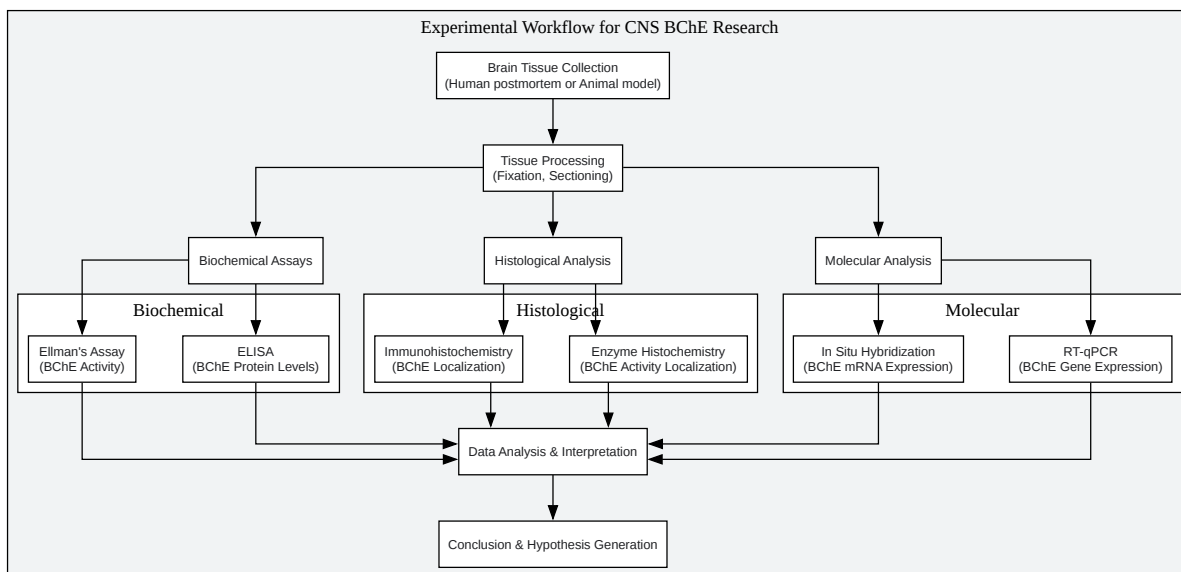 Experimental Workflow for CNS BChE Research
Brain Tissue Collection
(Human postmortem or Animal model)
Tissue Processing
(Fixation, Sectioning)
Biochemical Assays
Histological Analysis
Molecular Analysis
Biochemical
Histological
Molecular
Ellman's Assay
(BChE Activity)
ELISA
(BChE Protein Levels)
Immunohistochemistry
(BChE Localization)
Enzyme Histochemistry
(BChE Activity Localization)
In Situ Hybridization
(BChE mRNA Expression)
RT-qPCR
(BChE Gene Expression)
Data Analysis & Interpretation
Conclusion & Hypothesis Generation